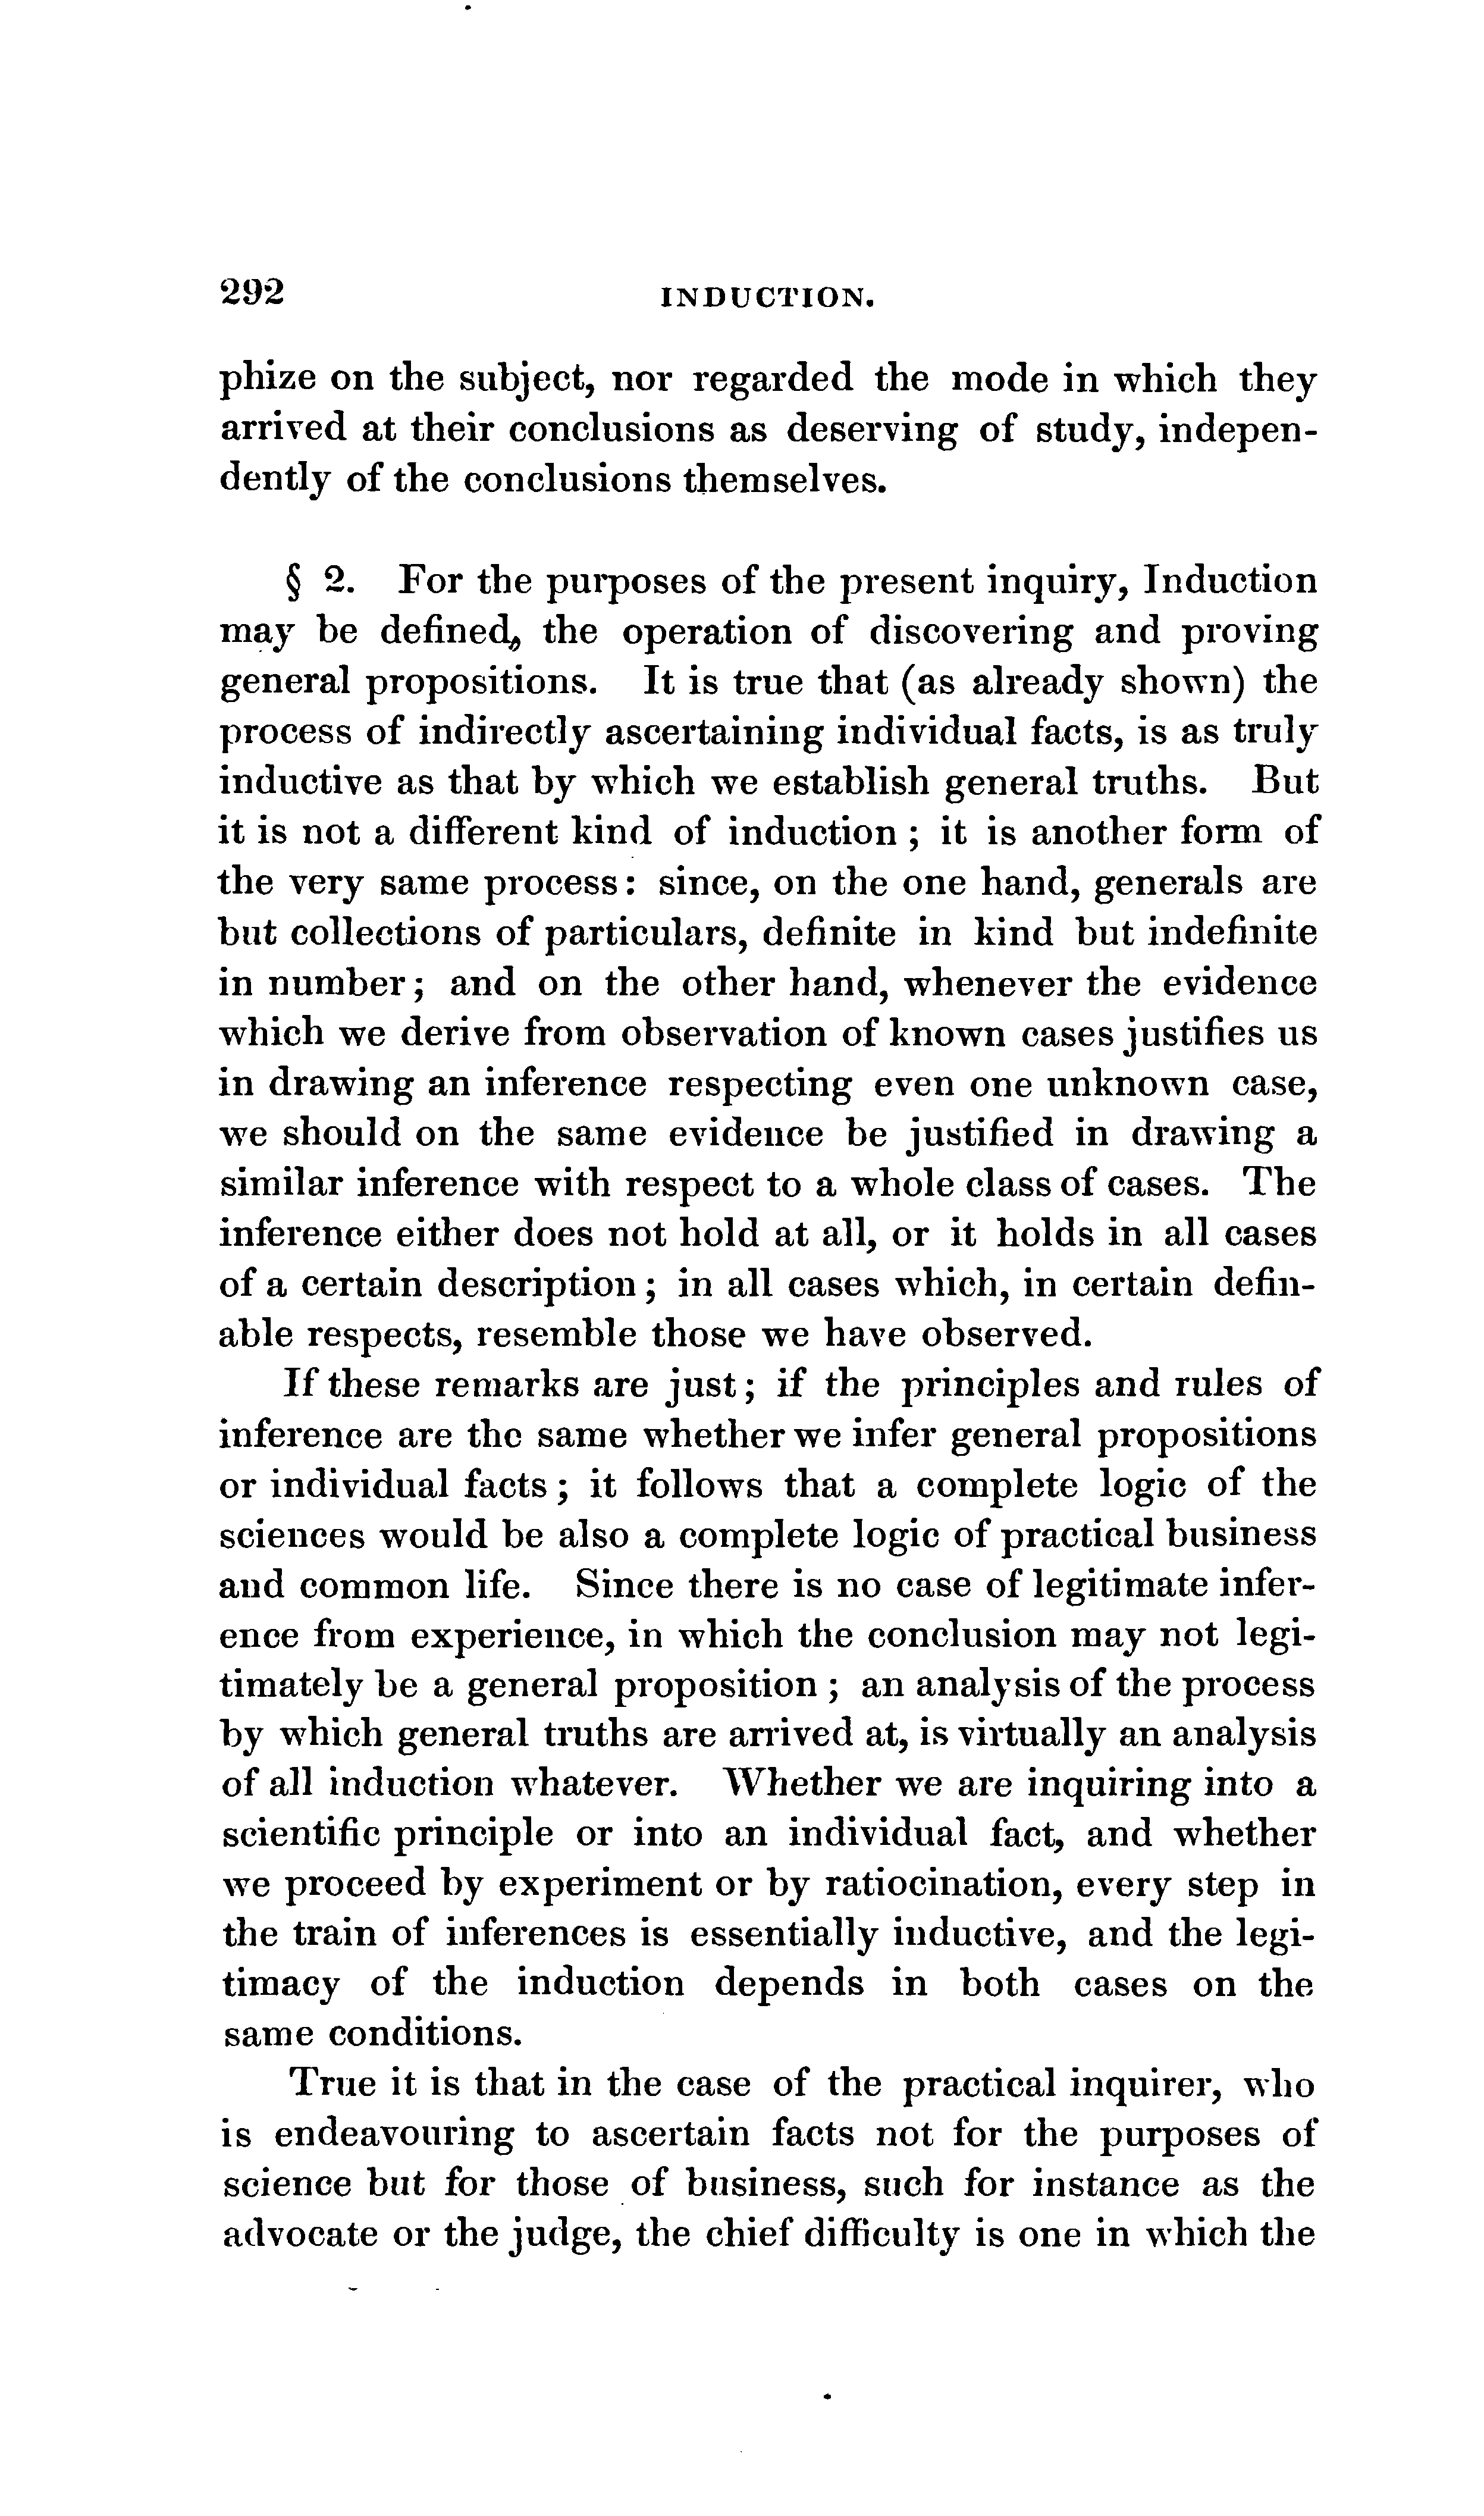 292 INDUCTION.
phize on the subject, nor regarded the mode in which they
arrived at their conclusions as deserving of study, indepen-
dently of the conclusions themselves.
§ 2. For the purposes of the present inquiry, Induction
may be defined, the operation of discovering and proving
general propositions. It is true that (as already shown) the
process of indirectly ascertaining individual facts, is as truly
inductive as that by which we establish general truths. But
it is not a different kind of induction ; it is another form of
the very same process: since, on the one hand, generals are
but collections of particulars, definite in kind but indefinite
in number; and on the other hand, whenever the evidence
which we derive from observation of known cases justifies us
in drawing an inference respecting even one unknown case,
we should on the same evidence be justified in drawing a
similar inference with respect to a whole class of cases. The
inference either does not hold at all, or it holds in all cases
of a certain description; in all cases which, in certain defin-
able respects, resemble those we have observed.
If these remarks are just; if the principles and rules of
inference are the same whether we infer general propositions
or individual facts; it follows that a complete logic of the
sciences would be also a complete logic of practical business
and common life. Since there is no case of legitimate infer-
ence from experience, in which the conclusion may not legi-
timately be a general proposition ; an analysis of the process
by which general truths are arrived at, is virtually an analysis
of all induction whatever. Whether we are inquiring into a
scientific principle or into an individual fact, and whether
we proceed by experiment or by ratiocination, every step in
the train of inferences is essentially inductive, and the legi-
timacy of the induction depends in both cases on the
same conditions.
True it is that in the case of the practical inquirer, who
is endeavouring to ascertain facts not for the purposes of
science but for those of business, such for instance as the
advocate or the judge, the chief difficulty is one in which the